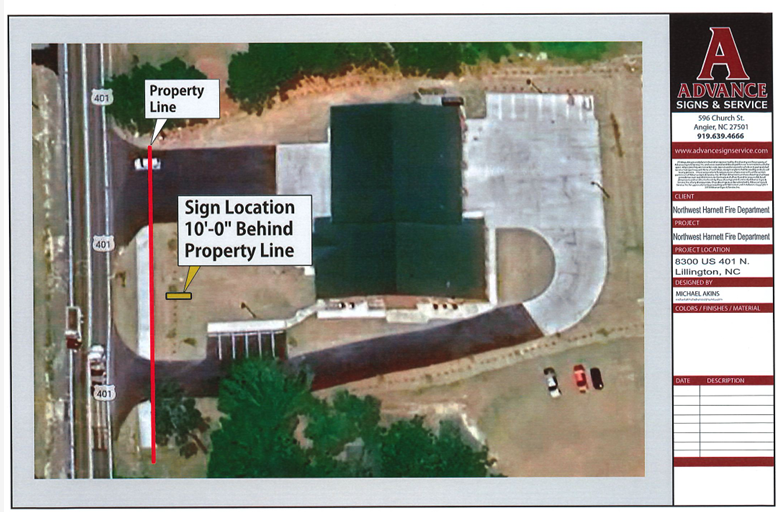 Property
Line
401
Sign Location
10'-0" Behind
Property Line
401
401
A
ADVANCE
SIGNS & SERVICE
596 Church St.
Angier, NC 27501
919.639.4666
www.advancesignservice.com
CLIENT
Northwest Harnett Fire Department
PROJECT
Northwest Harnett Fire Department
PROJECT LOCATION
8300 US 401 N.
Lillington, NC
DESIGNED BY
MICHAEL AKINS
COLORS / FINISHES / MATERIAL
DATE DESCRIPTION